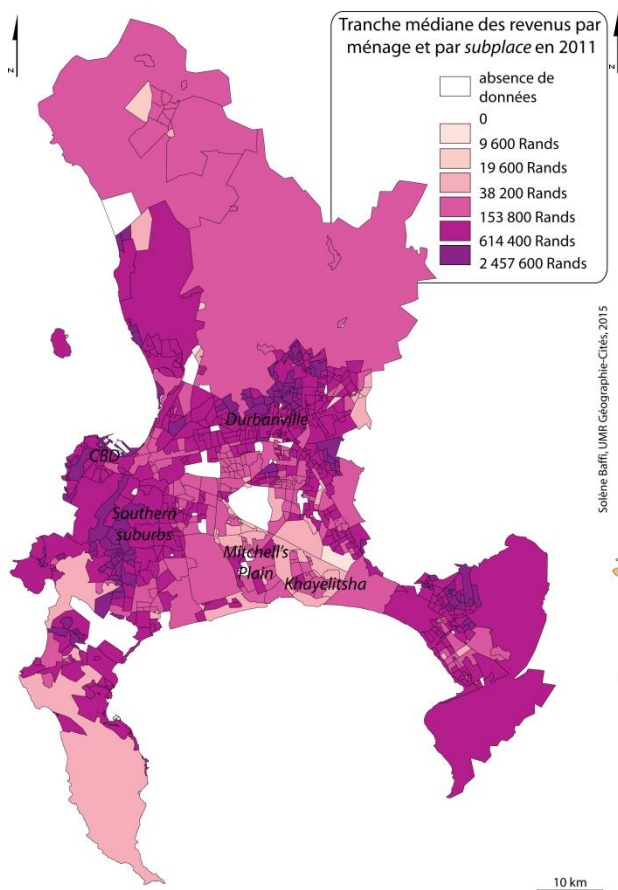 Tranche médiane des revenus par
ménage et par subplace en 2011
absence de
données
0
9 600 Rands
19 600 Rands
38 200 Rands
153 800 Rands
614 400 Rands
2 457 600 Rands
z
z
Solène Baffi, UMR Géographie-Cités, 2015
Durbanville
CBD
Southern
suburbs
Mitchell's
Plain
Khayelitsha
10 km